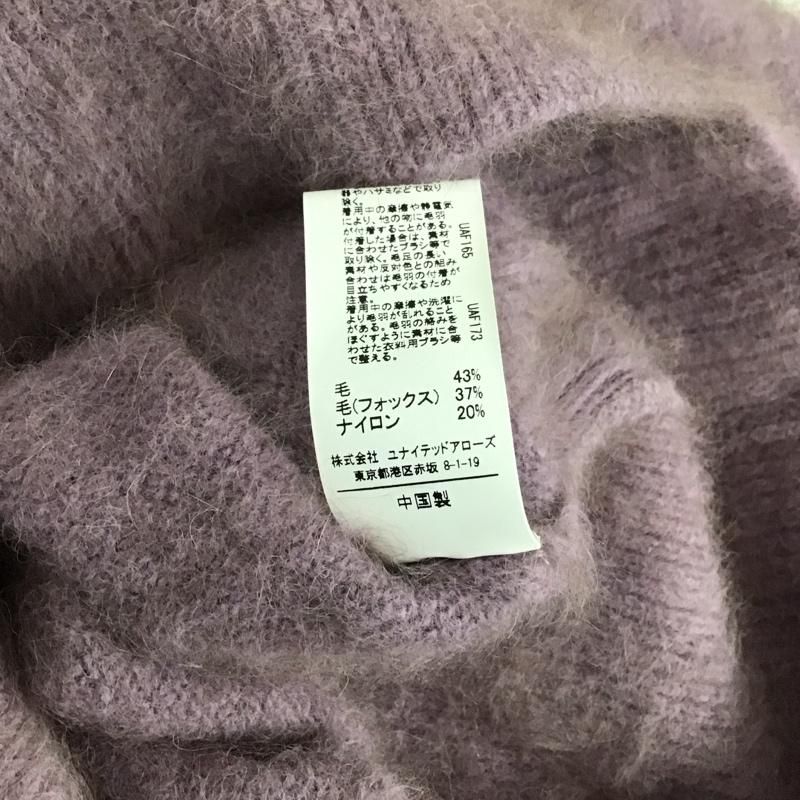 静やハサミなどで取り
除く。
着用中の摩擦や静電気
により、他の物に毛羽
が付着することがある。
付着した場合は、素材
に合わせたブラシ等で
取り除く。毛足の長い
素材や反対色との組み
合わせは毛羽の付着が
目立ちやすくなるため
注意。
着用中の摩擦や洗濯に
より毛羽が乱れること
がある。毛羽の絡みを
ほぐすように素材に合
わせた衣料用ブラシ等
で整える。
UAF165
UAF173
毛 43%
毛(フォックス) 37%
ナイロン 20%
株式会社 ユナイテッドアローズ
東京都港区赤坂 8-1-19
中国製